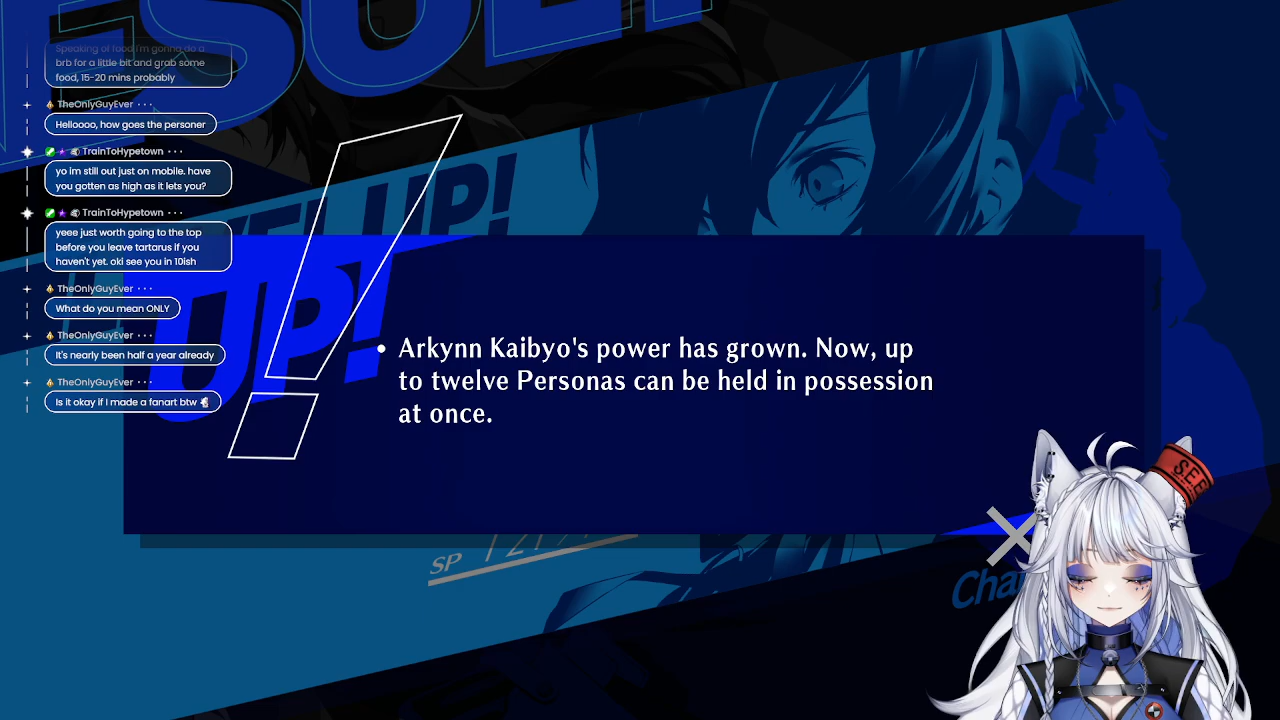 RESULT
Speaking of food I'm gonna do a
brb for a little bit and grab some
food, 15-20 mins probably
TheOnlyGuyEver
Helloooo, how goes the personer
TrainToHypetown
yo im still out just on mobile. have
you gotten as high as it lets you?
TrainToHypetown
yeee just worth going to the top
before you leave tartarus if you
haven't yet. oki see you in 10ish
TheOnlyGuyEver
What do you mean ONLY
TheOnlyGuyEver
It's nearly been half a year already
TheOnlyGuyEver
Is it okay if I made a fanart btw
LEVEL UP!
UP!
• Arkynn Kaibyo's power has grown. Now, up
to twelve Personas can be held in possession
at once.
SP
S.E.E